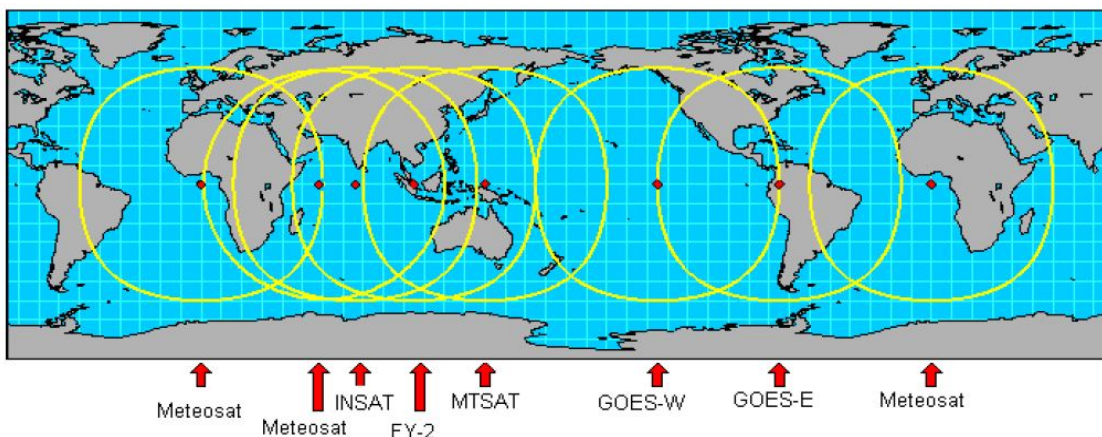 Meteosat
Meteosat
INSAT
FY-2
MTSAT
GOES-W
GOES-E
Meteosat